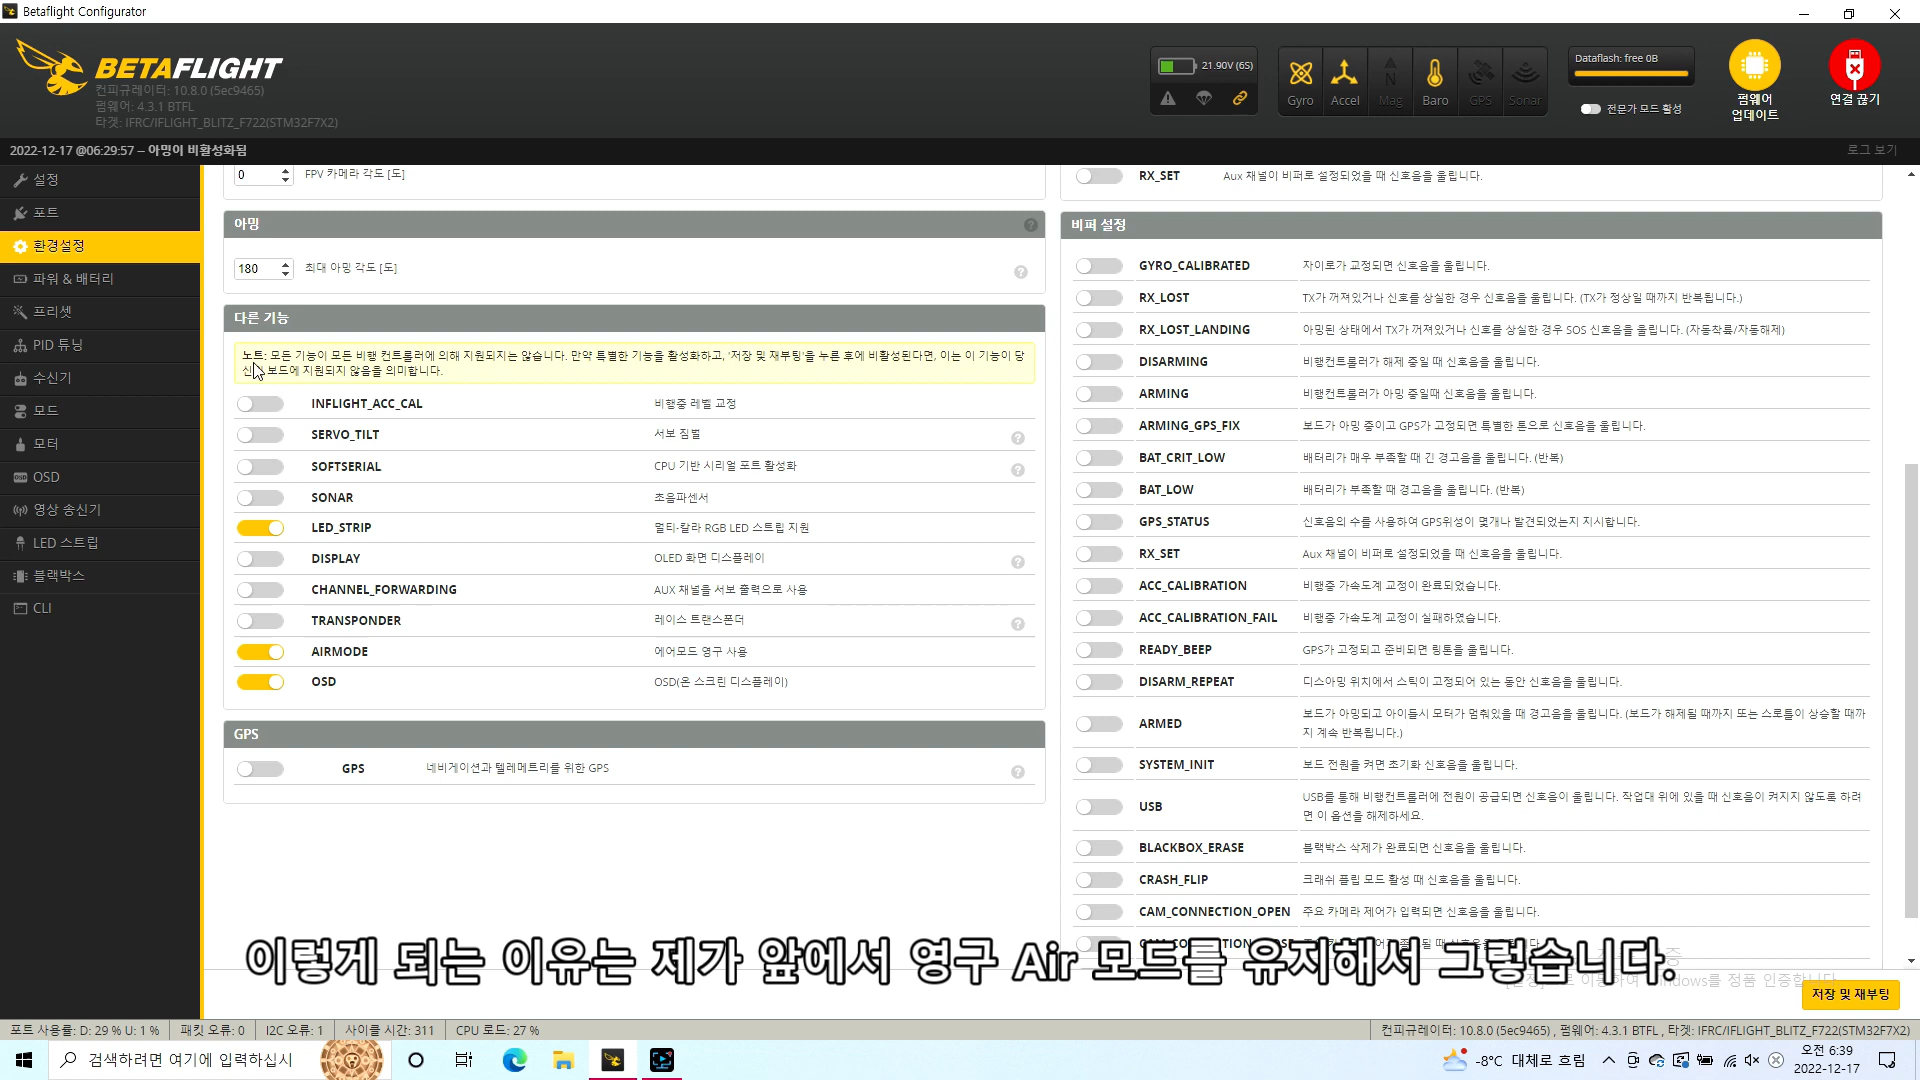 Betaflight Configurator
BETAFLIGHT
컨피규레이터: 10.8.0 (5ec9465)
펌웨어: 4.3.1 BTFL
타겟: IFRC/IFLIGHT_BLITZ_F722(STM32F7X2)
21.90V (6S)
Gyro
Accel
Mag
Baro
GPS
Sonar
Dataflash: free 0B
전문가 모드 활성
펌웨어
업데이트
연결 끊기
2022-12-17 @06:29:57 -- 아밍이 비활성화됨
로그 보기
설정
포트
환경설정
파워 & 배터리
프리셋
PID 튜닝
수신기
모드
모터
OSD
영상 송신기
LED 스트립
블랙박스
CLI
0 FPV 카메라 각도 [도]
아밍
180 최대 아밍 각도 [도]
다른 기능
노트: 모든 기능이 모든 비행 컨트롤러에 의해 지원되지는 않습니다. 만약 특별한 기능을 활성화하고, '저장 및 재부팅'을 누른 후에 비활성된다면, 이는 이 기능이 당
보드에 지원되지 않음을 의미합니다.
INFLIGHT_ACC_CAL 비행중 레벨 교정
SERVO_TILT 서보 짐벌
SOFTSERIAL CPU 기반 시리얼 포트 활성화
SONAR 초음파센서
LED_STRIP 멀티-칼라 RGB LED 스트립 지원
DISPLAY OLED 화면 디스플레이
CHANNEL_FORWARDING AUX 채널을 서보 출력으로 사용
TRANSPONDER 레이스 트랜스폰더
AIRMODE 에어모드 영구 사용
OSD OSD(온 스크린 디스플레이)
GPS
GPS 네비게이션과 텔레메트리를 위한 GPS
RX_SET Aux 채널이 비퍼로 설정되었을 때 신호음을 울립니다.
비퍼 설정
GYRO_CALIBRATED 자이로가 교정되면 신호음을 울립니다.
RX_LOST TX가 꺼져있거나 신호를 상실한 경우 신호음을 울립니다. (TX가 정상일 때까지 반복됩니다.)
RX_LOST_LANDING 아밍된 상태에서 TX가 꺼져있거나 신호를 상실한 경우 SOS 신호음을 울립니다. (자동착륙/자동해제)
DISARMING 비행컨트롤러가 해제 중일 때 신호음을 울립니다.
ARMING 비행컨트롤러가 아밍 중일때 신호음을 울립니다.
ARMING_GPS_FIX 보드가 아밍 중이고 GPS가 고정되면 특별한 톤으로 신호음을 울립니다.
BAT_CRIT_LOW 배터리가 매우 부족할 때 긴 경고음을 울립니다. (반복)
BAT_LOW 배터리가 부족할 때 경고음을 울립니다. (반복)
GPS_STATUS 신호음의 수를 사용하여 GPS위성이 몇개나 발견되었는지 지시합니다.
RX_SET Aux 채널이 비퍼로 설정되었을 때 신호음을 울립니다.
ACC_CALIBRATION 비행중 가속도계 교정이 완료되었습니다.
ACC_CALIBRATION_FAIL 비행중 가속도계 교정이 실패하였습니다.
READY_BEEP GPS가 고정되고 준비되면 링톤을 울립니다.
DISARM_REPEAT 디스아밍 위치에서 스틱이 고정되어 있는 동안 신호음을 울립니다.
ARMED 보드가 아밍되고 아이들시 모터가 멈춰있을 때 경고음을 울립니다. (보드가 해제될 때까지 또는 스로틀이 상승할 때까
지 계속 반복됩니다.)
SYSTEM_INIT 보드 전원을 켜면 초기화 신호음을 울립니다.
USB USB를 통해 비행컨트롤러에 전원이 공급되면 신호음이 울립니다. 작업대 위에 있을 때 신호음이 켜지지 않도록 하려
면 이 옵션을 해제하세요.
BLACKBOX_ERASE 블랙박스 삭제가 완료되면 신호음을 울립니다.
CRASH_FLIP 크래쉬 플립 모드 활성 때 신호음을 울립니다.
CAM_CONNECTION_OPEN 주요 카메라 제어가 입력되면 신호음을 울립니다.
이렇게 되는 이유는 제가 앞에서 영구 Air 모드를 유지해서 그렇습니다.
저장 및 재부팅
포트 사용률: D: 29 % U: 1 % 패킷 오류: 0 I2C 오류: 1 사이클 시간: 311 CPU 로드: 27 %
컨피규레이터: 10.8.0 (5ec9465) , 펌웨어: 4.3.1 BTFL , 타겟: IFRC/IFLIGHT_BLITZ_F722(STM32F7X2)
검색하려면 여기에 입력하십시
-8°C 대체로 흐림
오전 6:39
2022-12-17